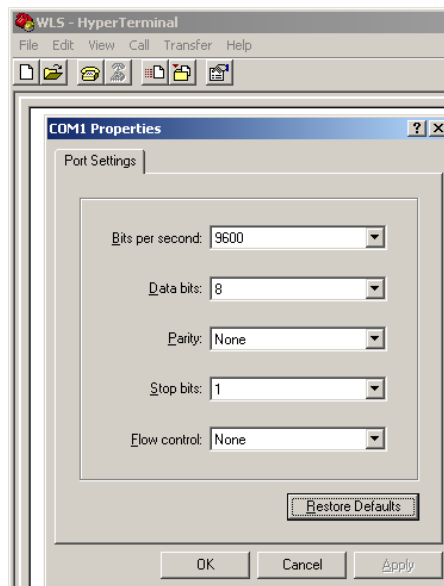 WLS - HyperTerminal
File Edit View Call Transfer Help
COM1 Properties
Port Settings
Bits per second: 9600
Data bits: 8
Parity: None
Stop bits: 1
Flow control: None
Restore Defaults
OK Cancel Apply